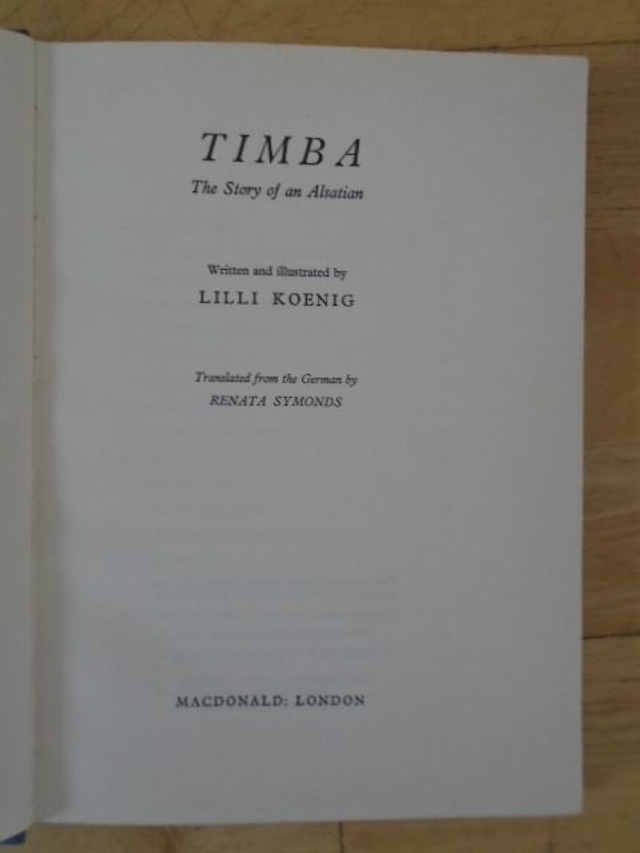 TIMBA
The Story of an Alsatian
Written and illustrated by
LILLI KOENIG
Translated from the German by
RENATA SYMONDS
MACDONALD: LONDON